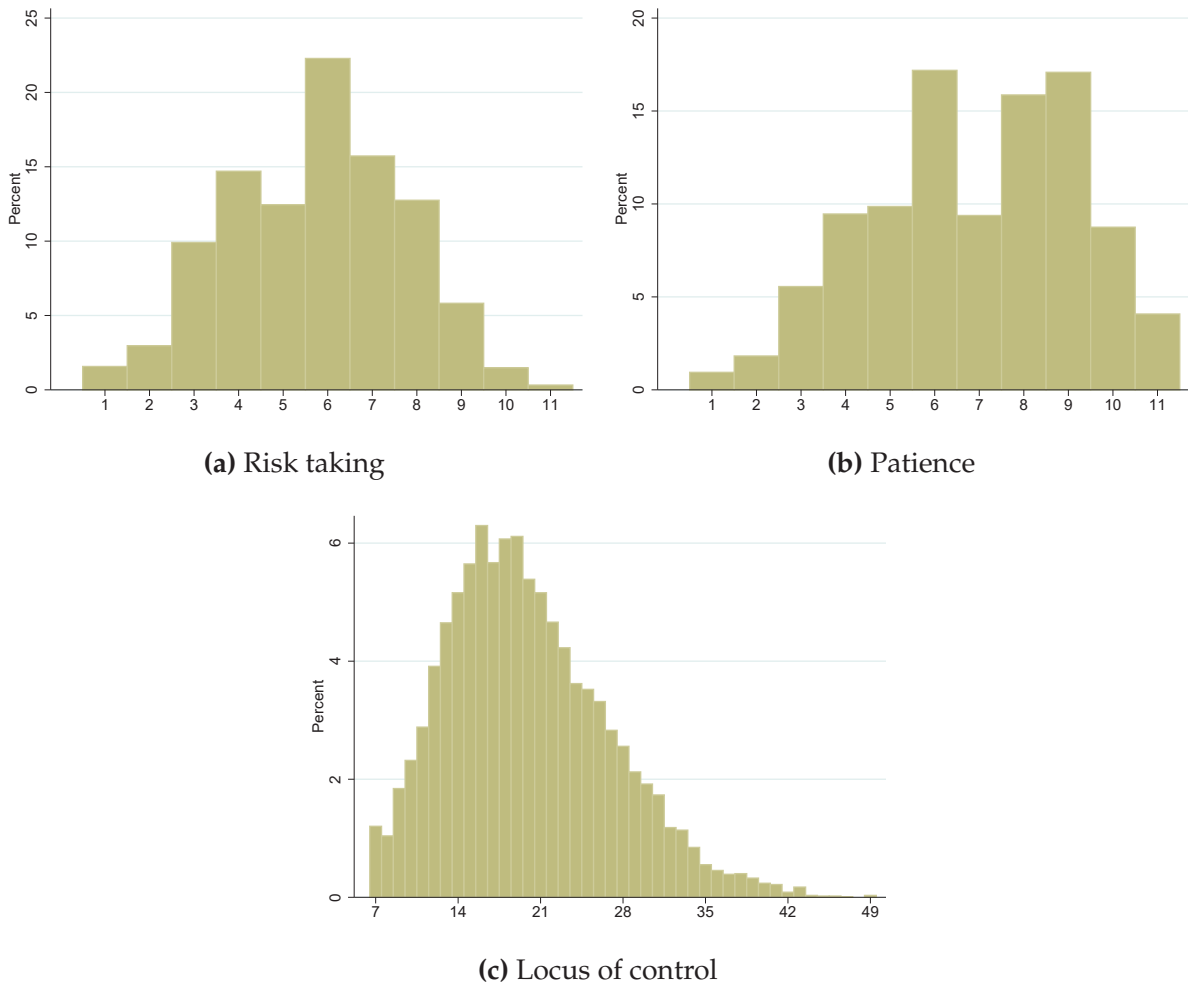 25
20
15
10
5
0
Percent
1 2 3 4 5 6 7 8 9 10 11
(a) Risk taking
20
15
10
5
0
Percent
1 2 3 4 5 6 7 8 9 10 11
(b) Patience
6
4
2
0
Percent
7 14 21 28 35 42 49
(c) Locus of control